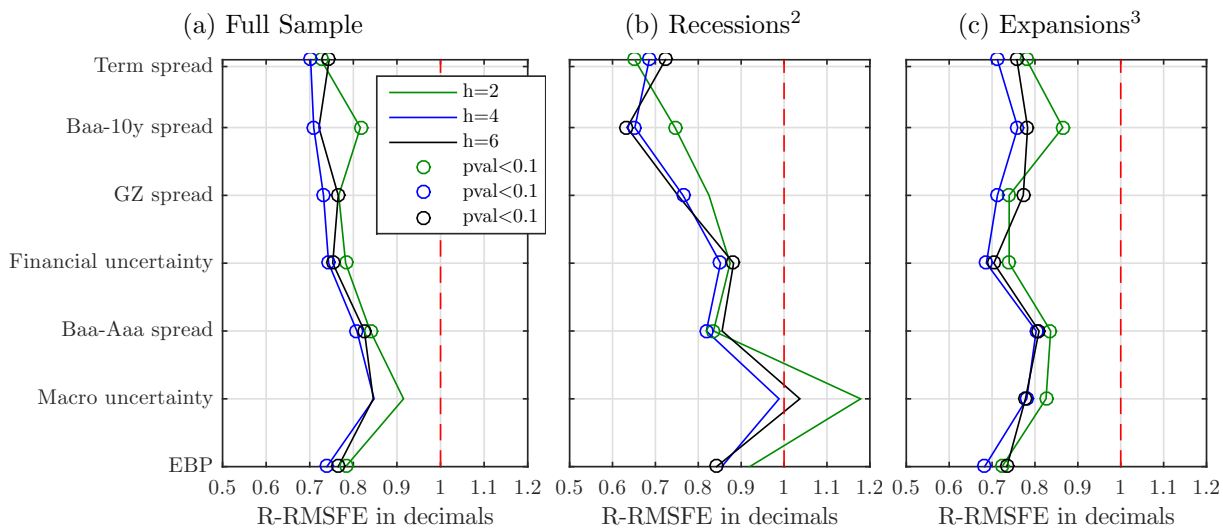 (a) Full Sample
(b) Recessions²
(c) Expansions³
Term spread
Baa-10y spread
GZ spread
Financial uncertainty
Baa-Aaa spread
Macro uncertainty
EBP
h=2
h=4
h=6
pval<0.1
pval<0.1
pval<0.1
0.5 0.6 0.7 0.8 0.9 1 1.1 1.2
0.5 0.6 0.7 0.8 0.9 1 1.1 1.2
0.5 0.6 0.7 0.8 0.9 1 1.1 1.2
R-RMSFE in decimals
R-RMSFE in decimals
R-RMSFE in decimals